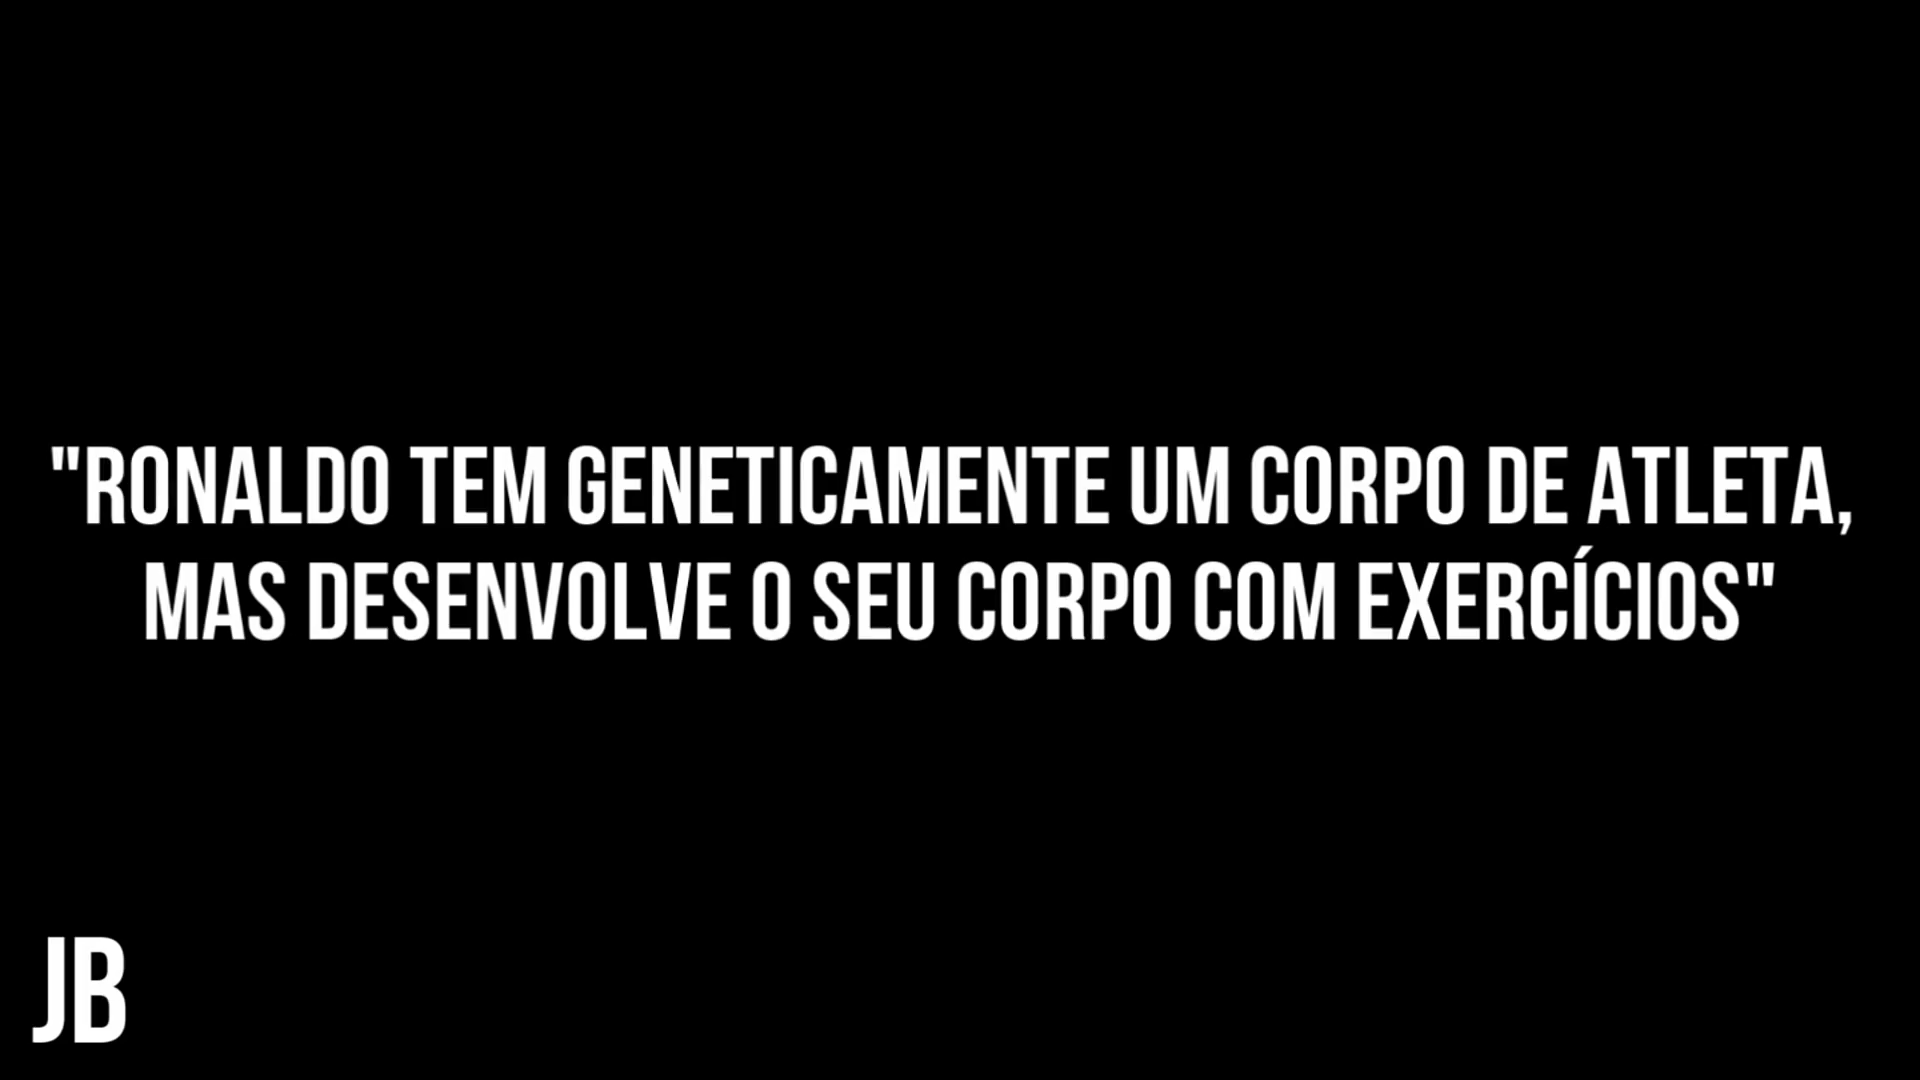 "RONALDO TEM GENETICAMENTE UM CORPO DE ATLETA,
MAS DESENVOLVE O SEU CORPO COM EXERCÍCIOS"
JB